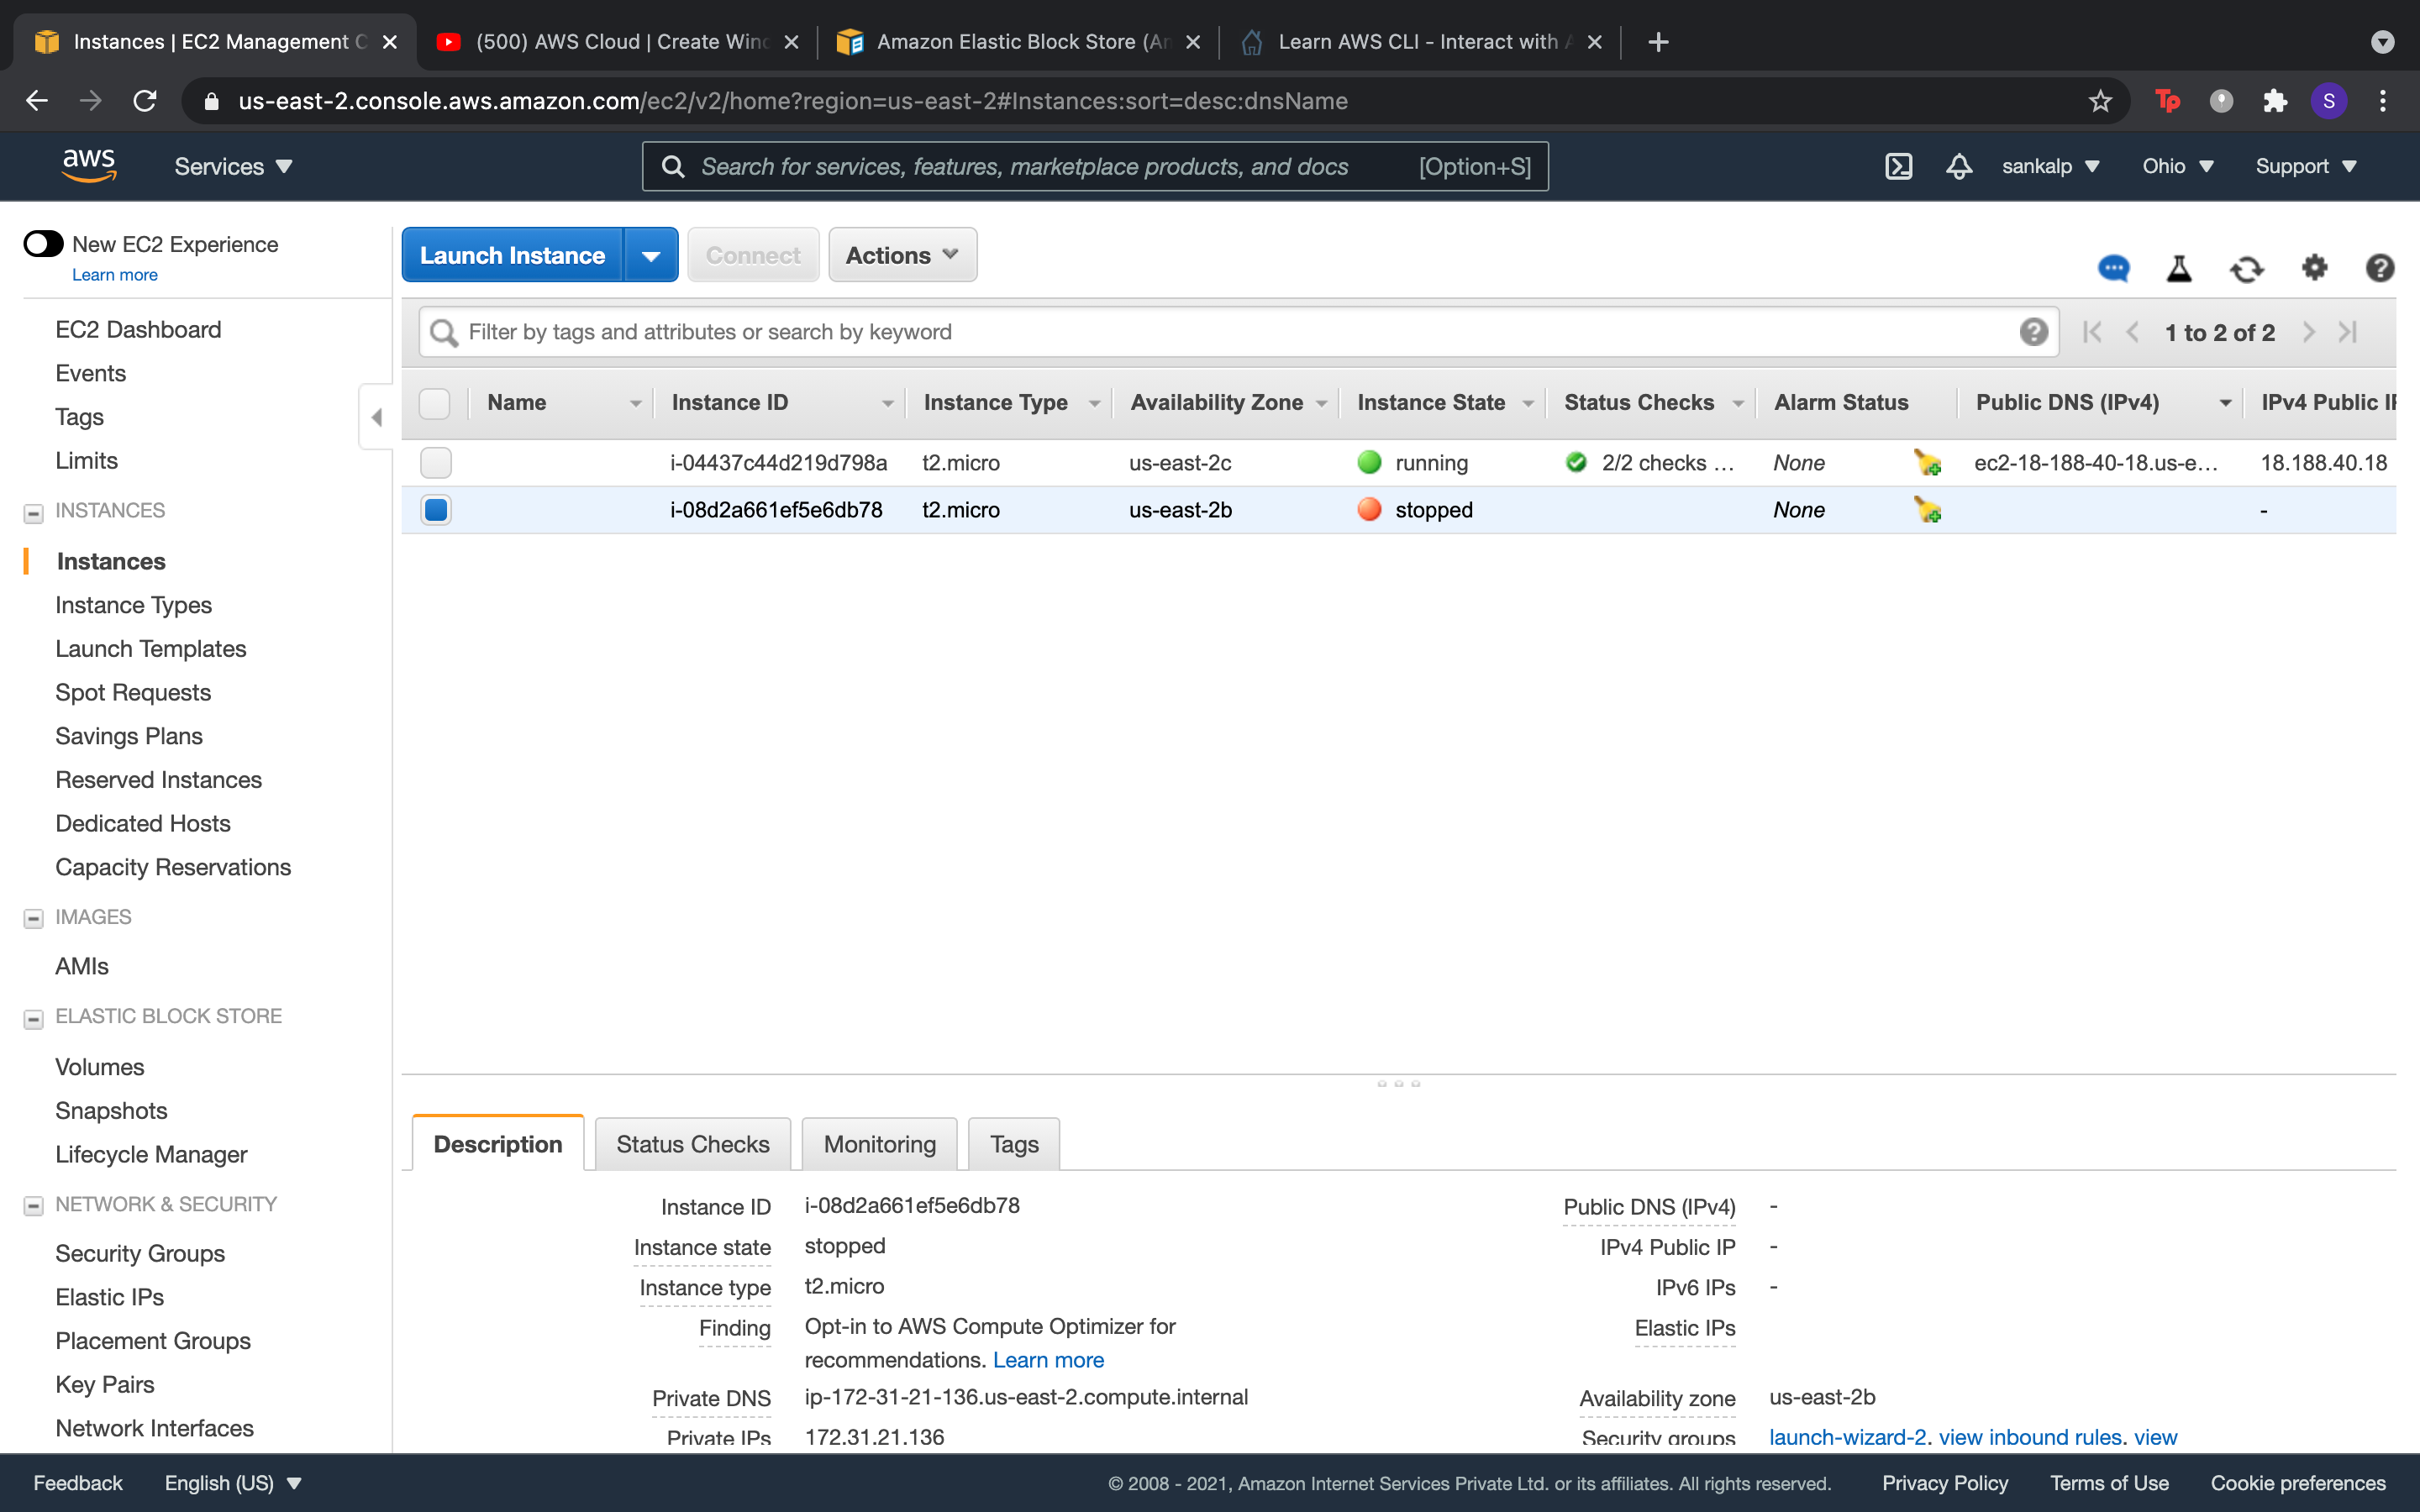 Instances | EC2 Management C
(500) AWS Cloud | Create Wind
Amazon Elastic Block Store (Am
Learn AWS CLI - Interact with A
us-east-2.console.aws.amazon.com/ec2/v2/home?region=us-east-2#Instances:sort=desc:dnsName
Tp
S
aws
Services
Search for services, features, marketplace products, and docs
[Option+S]
sankalp
Ohio
Support
New EC2 Experience
Learn more
EC2 Dashboard
Events
Tags
Limits
INSTANCES
Instances
Instance Types
Launch Templates
Spot Requests
Savings Plans
Reserved Instances
Dedicated Hosts
Capacity Reservations
IMAGES
AMIs
ELASTIC BLOCK STORE
Volumes
Snapshots
Lifecycle Manager
NETWORK & SECURITY
Security Groups
Elastic IPs
Placement Groups
Key Pairs
Network Interfaces
Launch Instance
Connect
Actions
Filter by tags and attributes or search by keyword
1 to 2 of 2
Name Instance ID Instance Type Availability Zone Instance State Status Checks Alarm Status Public DNS (IPv4) IPv4 Public IP
i-04437c44d219d798a t2.micro us-east-2c running 2/2 checks ... None ec2-18-188-40-18.us-e... 18.188.40.18
i-08d2a661ef5e6db78 t2.micro us-east-2b stopped None -
Description
Status Checks
Monitoring
Tags
Instance ID i-08d2a661ef5e6db78
Instance state stopped
Instance type t2.micro
Finding Opt-in to AWS Compute Optimizer for
recommendations. Learn more
Private DNS ip-172-31-21-136.us-east-2.compute.internal
Private IPs 172.31.21.136
Public DNS (IPv4) -
IPv4 Public IP -
IPv6 IPs -
Elastic IPs
Availability zone us-east-2b
Security groups launch-wizard-2. view inbound rules. view
Feedback
English (US)
© 2008 - 2021, Amazon Internet Services Private Ltd. or its affiliates. All rights reserved.
Privacy Policy
Terms of Use
Cookie preferences